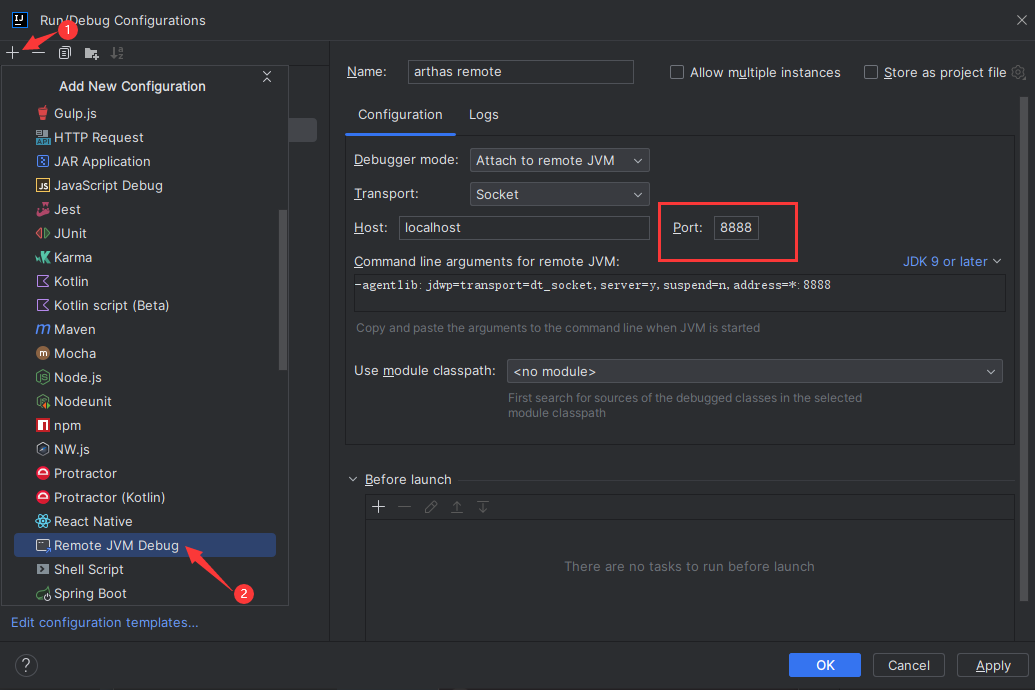 Run/Debug Configurations
1
Add New Configuration
Gulp.js
HTTP Request
JAR Application
JavaScript Debug
Jest
JUnit
Karma
Kotlin
Kotlin script (Beta)
Maven
Mocha
Node.js
Nodeunit
npm
NW.js
Protractor
Protractor (Kotlin)
React Native
Remote JVM Debug
2
Shell Script
Spring Boot
Edit configuration templates...
Name: arthas remote
Allow multiple instances
Store as project file
Configuration Logs
Debugger mode: Attach to remote JVM
Transport: Socket
Host: localhost Port: 8888
Command line arguments for remote JVM: JDK 9 or later
-agentlib:jdwp=transport=dt_socket,server=y,suspend=n,address=*:8888
Copy and paste the arguments to the command line when JVM is started
Use module classpath: <no module>
First search for sources of the debugged classes in the selected
module classpath
Before launch
There are no tasks to run before launch
? OK Cancel Apply